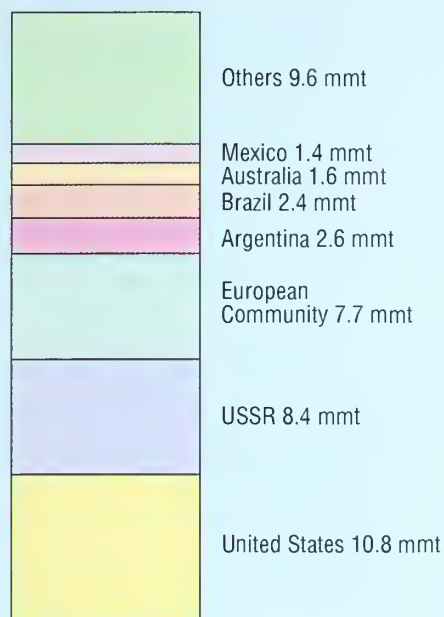 Others 9.6 mmt
Mexico 1.4 mmt
Australia 1.6 mmt
Brazil 2.4 mmt
Argentina 2.6 mmt
European
Community 7.7 mmt
USSR 8.4 mmt
United States 10.8 mmt